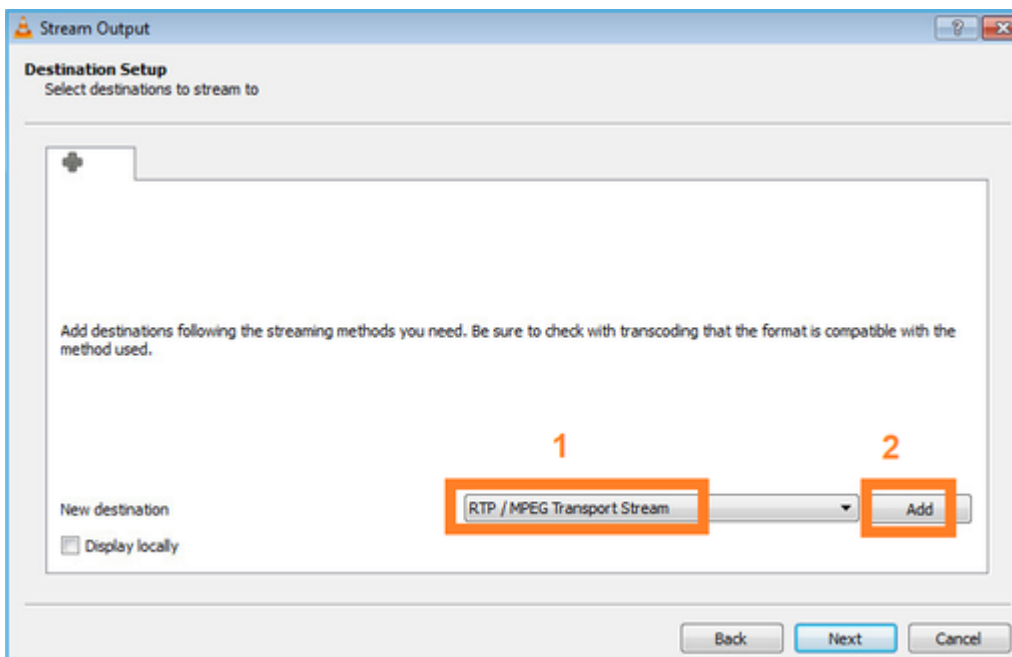 Stream Output
Destination Setup
Select destinations to stream to
Add destinations following the streaming methods you need. Be sure to check with transcoding that the format is compatible with the
method used.
1
2
New destination
RTP / MPEG Transport Stream
Add
Display locally
Back
Next
Cancel